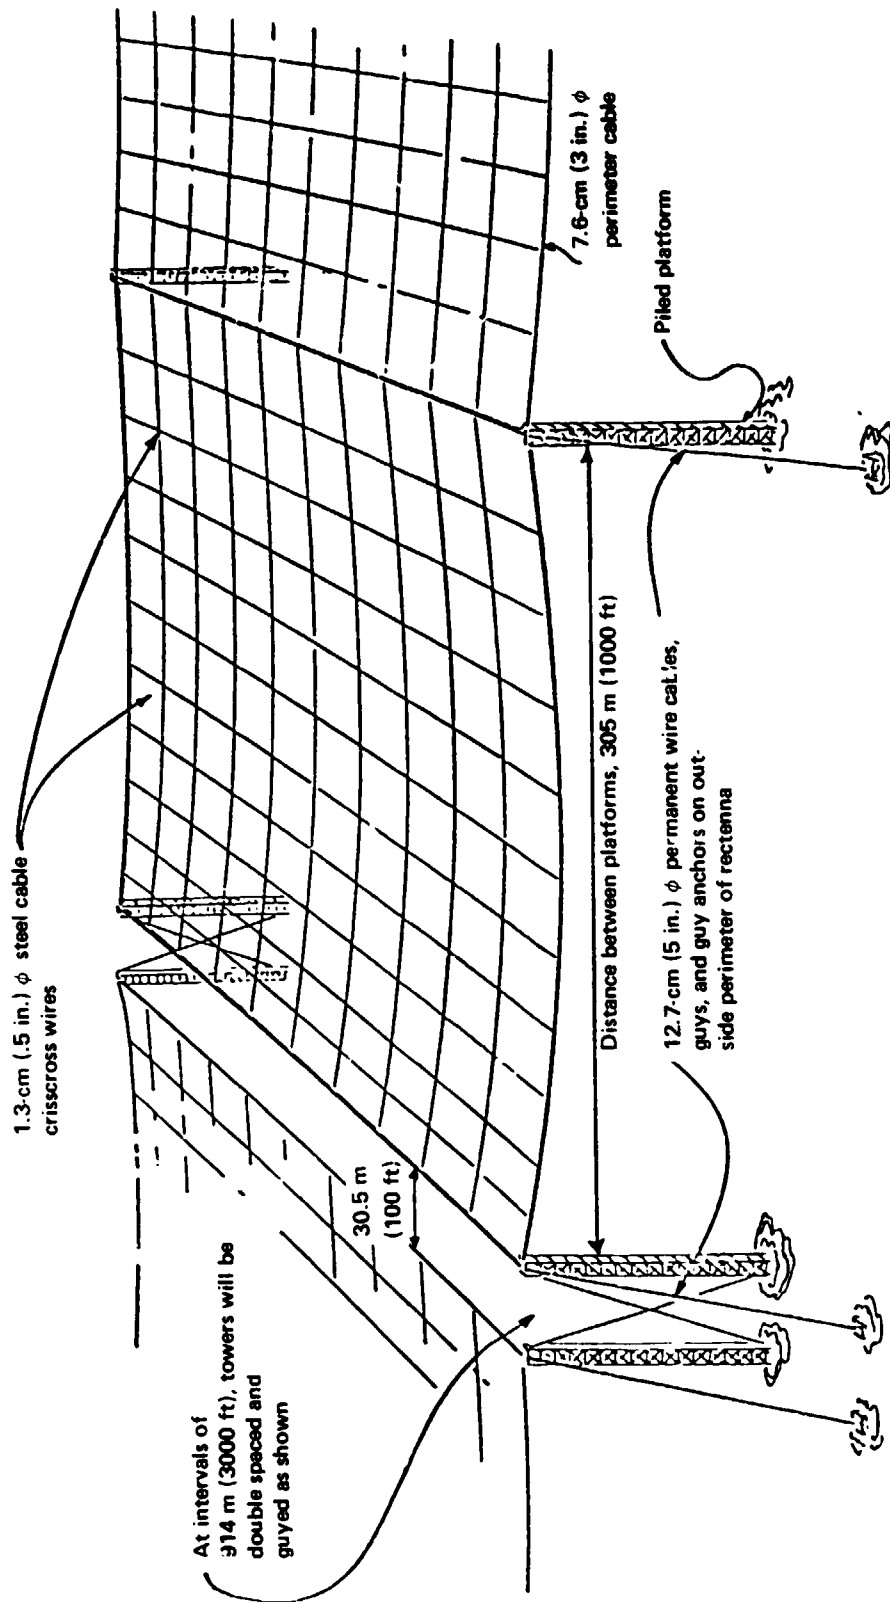 1.3-cm (.5 in.) ϕ steel cable
crisscross wires
At intervals of
914 m (3000 ft), towers will be
double spaced and
guyed as shown
30.5 m
(100 ft)
Distance between platforms, 305 m (1000 ft)
12.7-cm (5 in.) ϕ permanent wire cables,
guys, and guy anchors on out-
side perimeter of rectenna
7.6-cm (3 in.) ϕ
perimeter cable
Piled platform